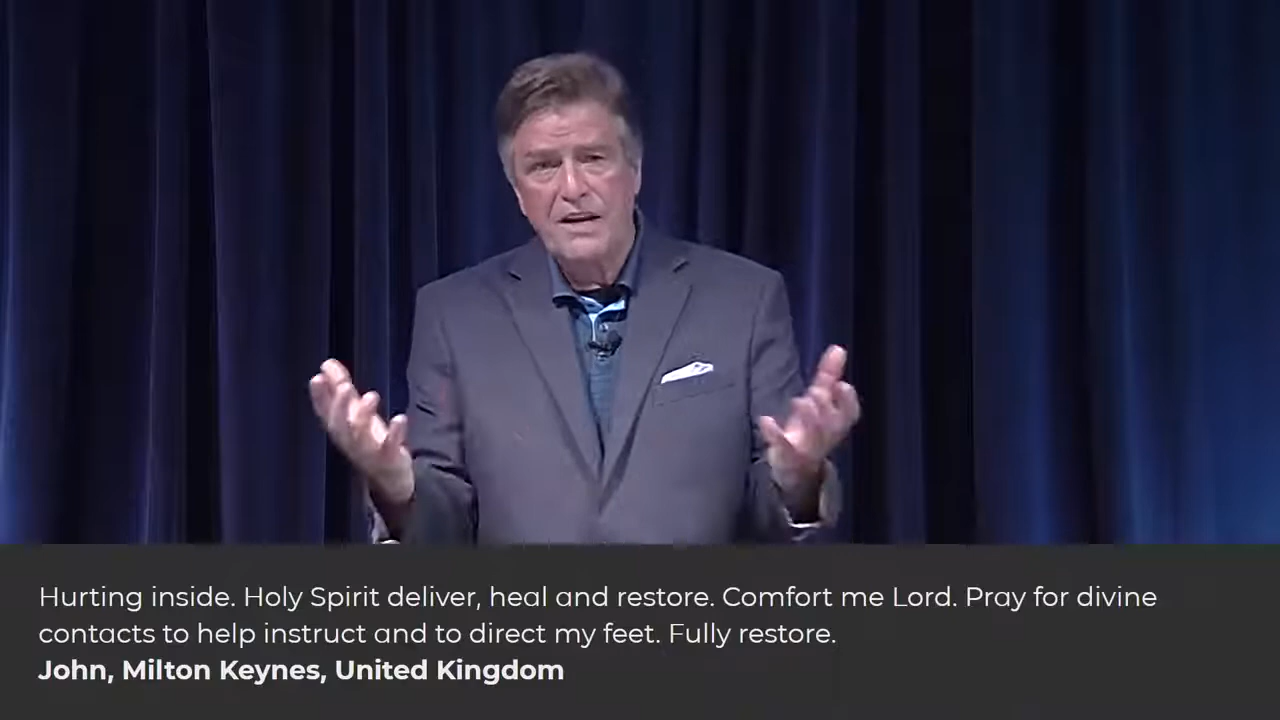 Hurting inside. Holy Spirit deliver, heal and restore. Comfort me Lord. Pray for divine
contacts to help instruct and to direct my feet. Fully restore.
John, Milton Keynes, United Kingdom